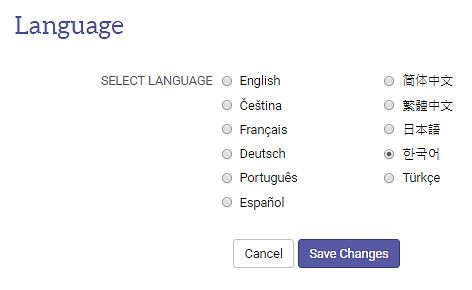 Language
SELECT LANGUAGE
English
Čeština
Français
Deutsch
Português
Español
简体中文
繁體中文
日本語
한국어
Türkçe
Cancel
Save Changes